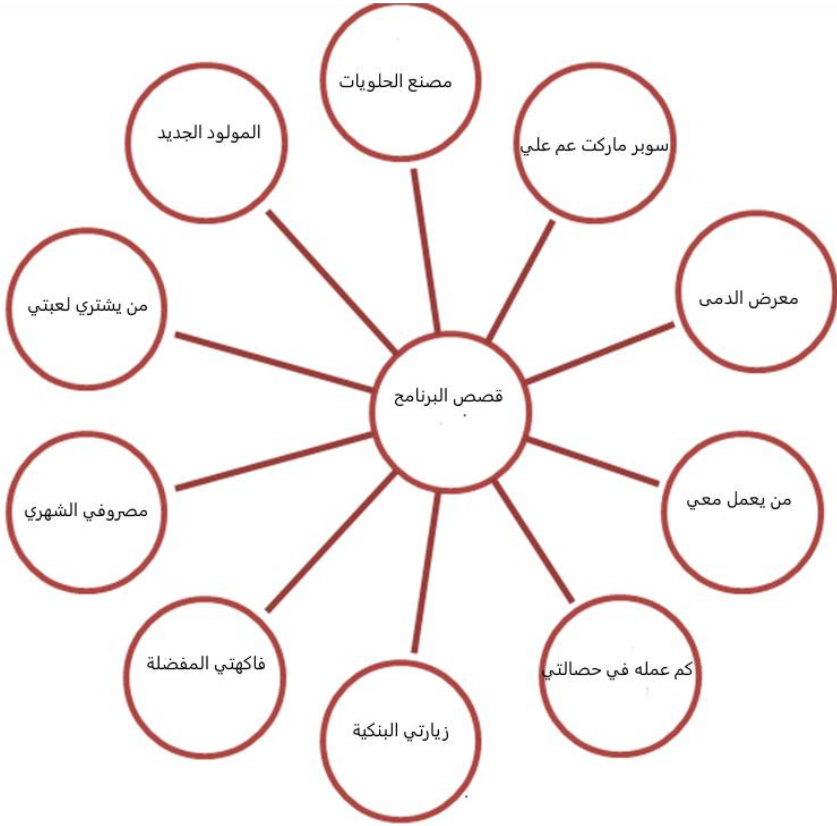 مصنع الحلويات
سوبر ماركت عم علي
معرض الدمى
من يعمل معي
كم عمله في حصالتي
زيارتي البنكية
فاكهتي المفضلة
مصروفي الشهري
من يشتري لعبتي
المولود الجديد
قصص البرنامج